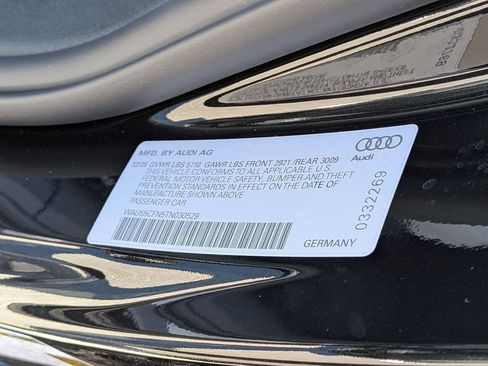 MFD. BY AUDI AG
12/25 GVWR LBS 5710 GAWR LBS FRONT 2921 /REAR 3009
THIS VEHICLE CONFORMS TO ALL APPLICABLE U.S.
FEDERAL MOTOR VEHICLE SAFETY, BUMPER AND THEFT
PREVENTION STANDARDS IN EFFECT ON THE DATE OF
MANUFACTURE SHOWN ABOVE
PASSENGER CAR
WAUB5CFN5TN030529
GERMANY
Audi
0332269